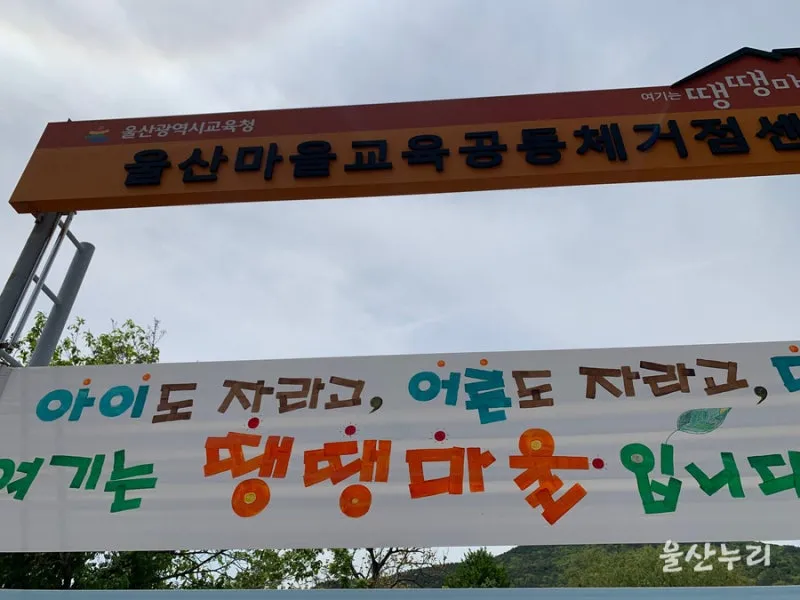 울산광역시교육청
여기는 땡땡마
울산마을교육공동체거점센
아이도 자라고, 어른도 자라고,
여기는 땡땡마을 입니다
울산누리